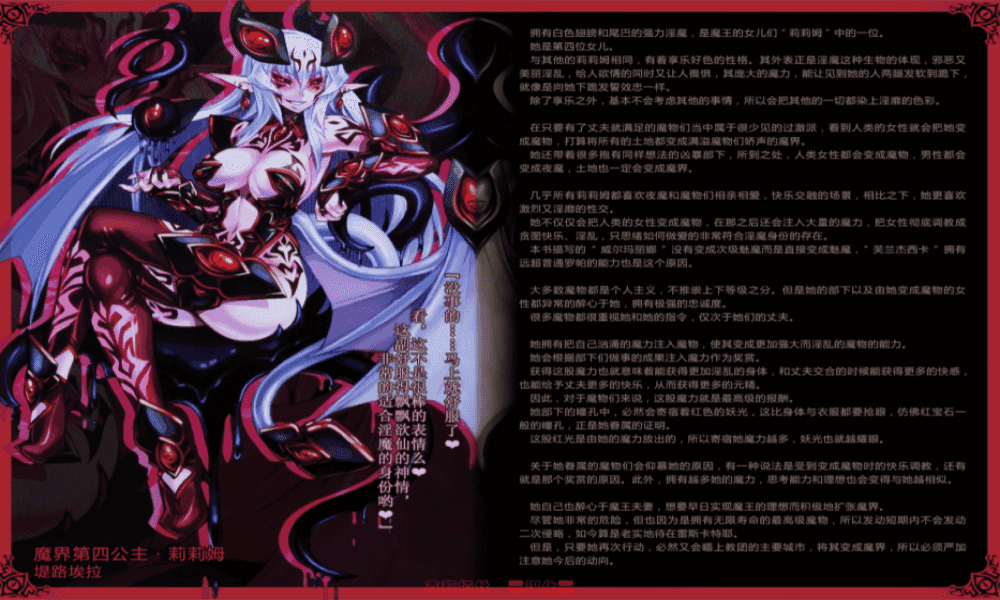 拥有白色翅膀和尾巴的强力淫魔，是魔王的女儿们“莉莉姆”中的一位。
她是第四位女儿。
与其他的莉莉姆相同，有着享乐好色的性格。其外表正是淫魔这种生物的体现，邪恶又
美丽淫乱，给人欲情的同时又让人畏惧，其庞大的魔力，能让见到她的人两腿发软到跪下，
就像是向她下跪发誓效忠一样。
除了享乐之外，基本不会考虑其他的事情，所以会把其他的一切都染上淫靡的色彩。
在只要有了丈夫就满足的魔物们当中属于很少见的过激派，看到人类的女性就会把她变
成魔物，打算将所有的土地都变成满溢魔物们娇声的魔界。
她还带着很多抱有同样想法的凶暴部下，所到之处，人类女性都会变成魔物，男性都会
变成夜魔，土地也一定会变成魔界。
几乎所有莉莉姆都喜欢夜魔和魔物们相亲相爱，快乐交融的场景，相比之下，她更喜欢
激烈又淫靡的性交。
她不仅仅会把人类的女性变成魔物，在那之后还会注入大量的魔力，把女性彻底调教成
贪图快乐、淫乱，只思绪如何做爱的非常符合淫魔身份的存在。
本书描写的“威尔玛丽娜”没有变成次级魅魔而是直接变成魅魔，“芙兰杰西卡”拥有
远超普通罗帕的能力也是这个原因。
大多数魔物都是个人主义，不推崇上下等级之分。但是她的部下以及由她变成魔物的女
性都异常的醉心于她，拥有极强的忠诚度。
很多魔物都很重视她和她的指令，仅次于她们的丈夫。
她拥有把自己汹涌的魔力注入魔物，使其变成更加强大而淫乱的魔物的能力。
她会根据部下们做事的成果注入魔力作为奖赏。
获得这股魔力也就意味着能获得更加淫乱的身体，和丈夫交合的时候能获得更多的快感，
也能给予丈夫更多的快乐，从而获得更多的元精。
因此，对于魔物们来说，这股魔力就是最高级的报酬。
她部下的瞳孔中，必然会寄宿着红色的妖光，这比身体与衣服都要抢眼，仿佛红宝石一
般的瞳孔，正是她眷属的证明。
这股红光是由她的魔力放出的，所以寄宿她魔力越多，妖光也就越耀眼。
关于她眷属的魔物们会仰慕她的原因，有一种说法是受到变成魔物时的快乐调教，还有
就是那个奖赏的原因。此外，拥有越多她的魔力，思考能力和理想也会变得与她越相似。
她自己也醉心于魔王夫妻，想要早日实现魔王的理想而积极地扩张魔界。
尽管她非常的危险，但也因为是拥有无限寿命的最高级魔物，所以发动短期内不会发动
二次侵略，如今算是老实地待在雷斯卡特耶。
但是，只要她再次行动，必然又会瞄上教团的主要城市，将其变成魔界，所以必须严加
注意她今后的动向。
『没事的……马上就舒服了❤
看，这不是很棒的表情么❤
这副舒服得飘飘欲仙的神情，
非常的适合淫魔的身份哟❤』
魔界第四公主·莉莉姆
堤路埃拉